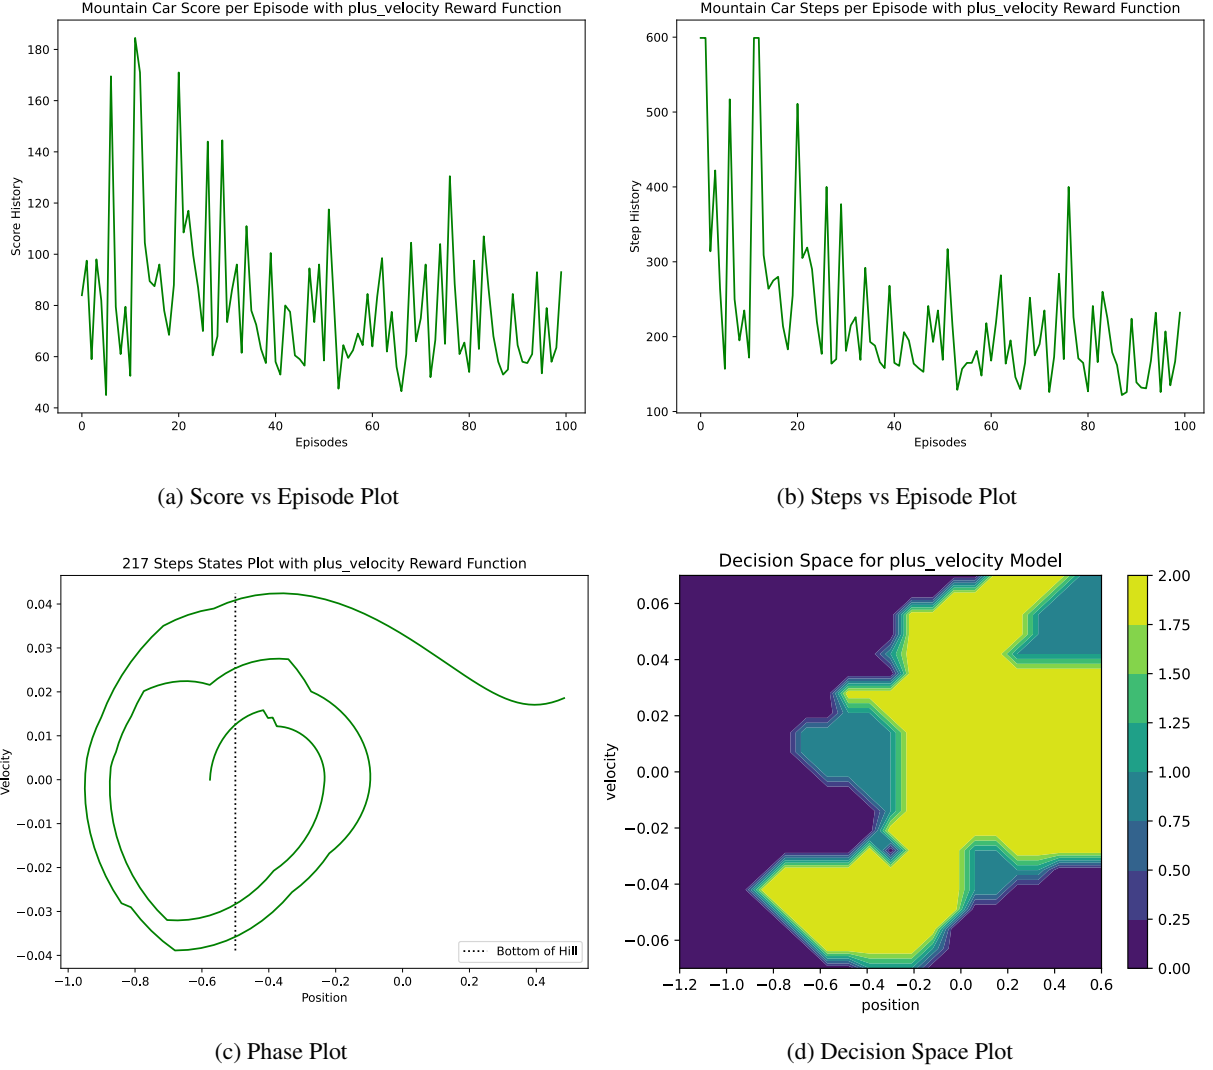 Mountain Car Score per Episode with plus_velocity Reward Function
180
160
140
120
100
80
60
40
Score History
0 20 40 60 80 100
Episodes
(a) Score vs Episode Plot
Mountain Car Steps per Episode with plus_velocity Reward Function
600
500
400
300
200
100
Step History
0 20 40 60 80 100
Episodes
(b) Steps vs Episode Plot
217 Steps States Plot with plus_velocity Reward Function
0.04
0.03
0.02
0.01
0.00
−0.01
−0.02
−0.03
−0.04
Velocity
Bottom of Hill
−1.0 −0.8 −0.6 −0.4 −0.2 0.0 0.2 0.4
Position
(c) Phase Plot
Decision Space for plus_velocity Model
0.06
0.04
0.02
0.00
−0.02
−0.04
−0.06
velocity
−1.2 −1.0 −0.8 −0.6 −0.4 −0.2 0.0 0.2 0.4 0.6
position
2.00
1.75
1.50
1.25
1.00
0.75
0.50
0.25
0.00
(d) Decision Space Plot